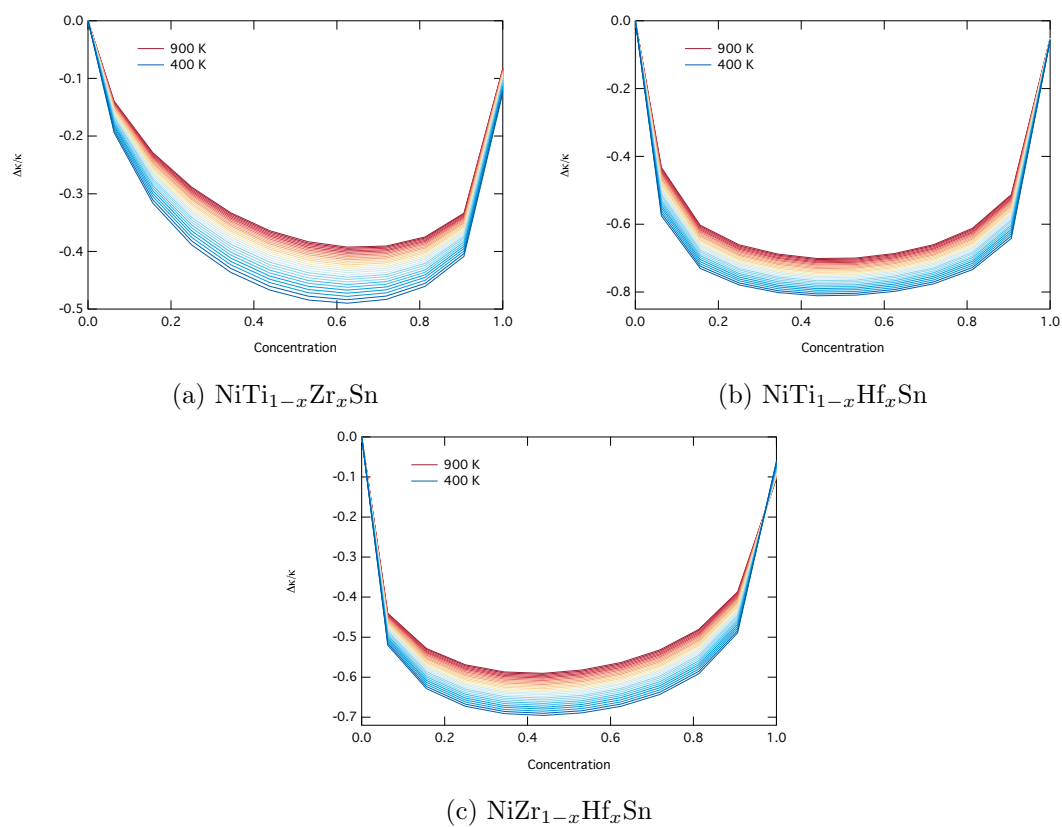 0.0
-0.1
-0.2
-0.3
-0.4
-0.5
Δκ/κ
900 K
400 K
0.0 0.2 0.4 0.6 0.8 1.0
Concentration
(a) NiTi₁₋ₓZrₓSn
0.0
-0.2
-0.4
-0.6
-0.8
Δκ/κ
900 K
400 K
0.0 0.2 0.4 0.6 0.8 1.0
Concentration
(b) NiTi₁₋ₓHfₓSn
0.0
-0.1
-0.2
-0.3
-0.4
-0.5
-0.6
-0.7
Δκ/κ
900 K
400 K
0.0 0.2 0.4 0.6 0.8 1.0
Concentration
(c) NiZr₁₋ₓHfₓSn